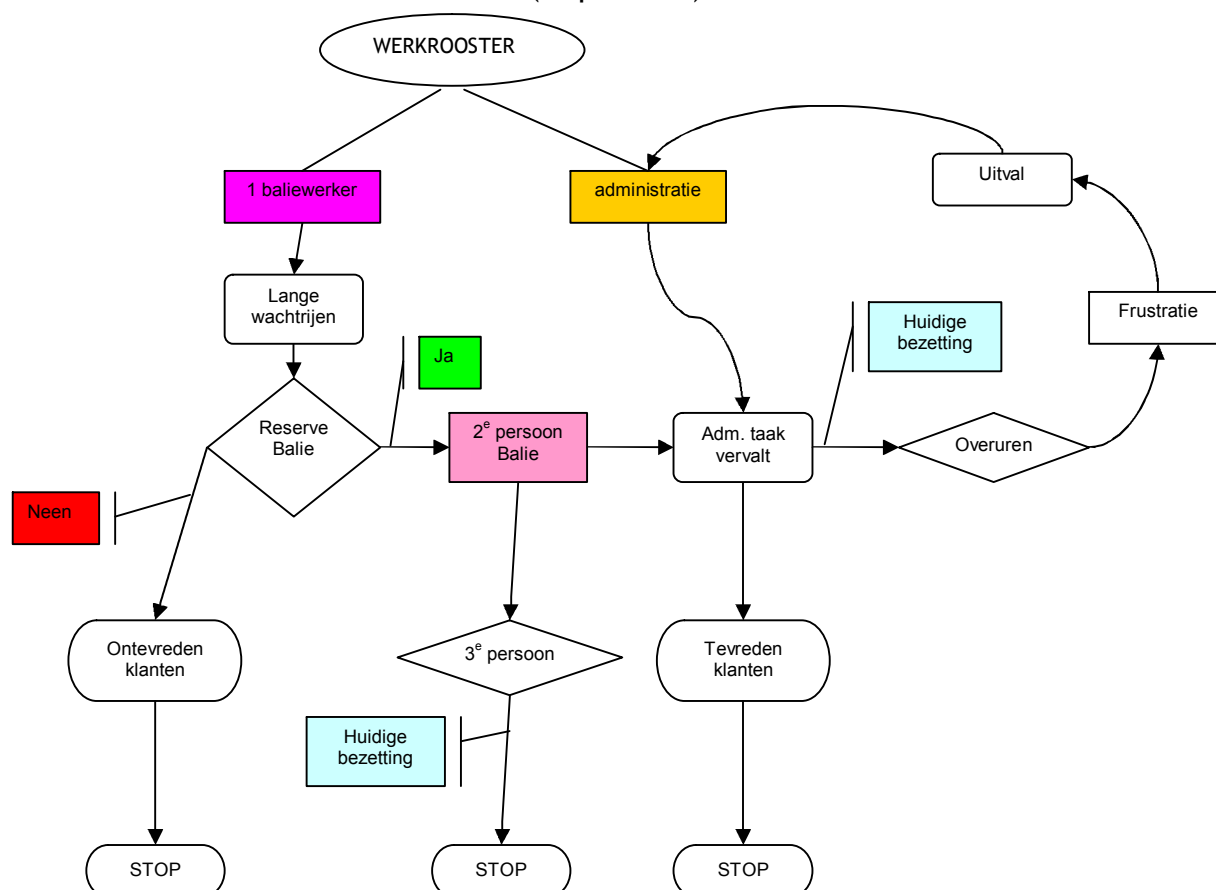 WERKROOSTER
1 baliewerker
administratie
Uitval
Lange
wachtrijen
Ja
Huidige
bezetting
Frustratie
Reserve
Balie
2e persoon
Balie
Adm. taak
vervalt
Overuren
Neen
Ontevreden
klanten
3e persoon
Tevreden
klanten
Huidige
bezetting
STOP
STOP
STOP